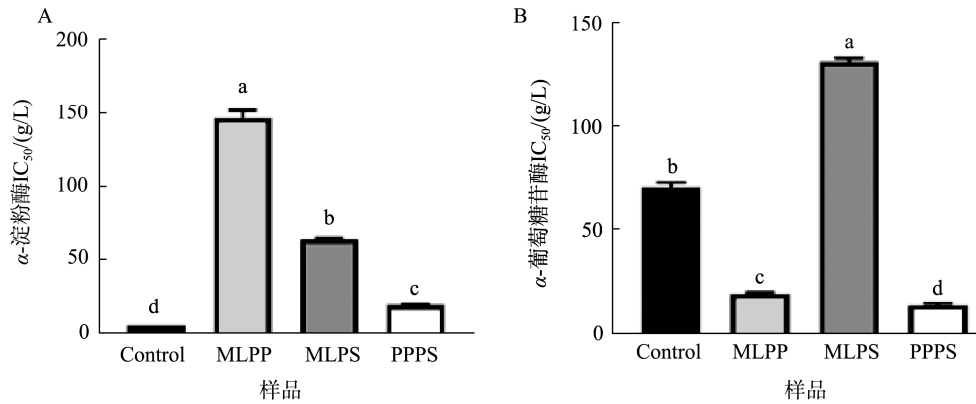 A
α-淀粉酶IC₅₀/(g/L)
200
150
100
50
0
a
b
c
d
Control
MLPP
MLPS
PPPS
样品
B
α-葡萄糖苷酶IC₅₀/(g/L)
150
100
50
0
a
b
c
d
Control
MLPP
MLPS
PPPS
样品